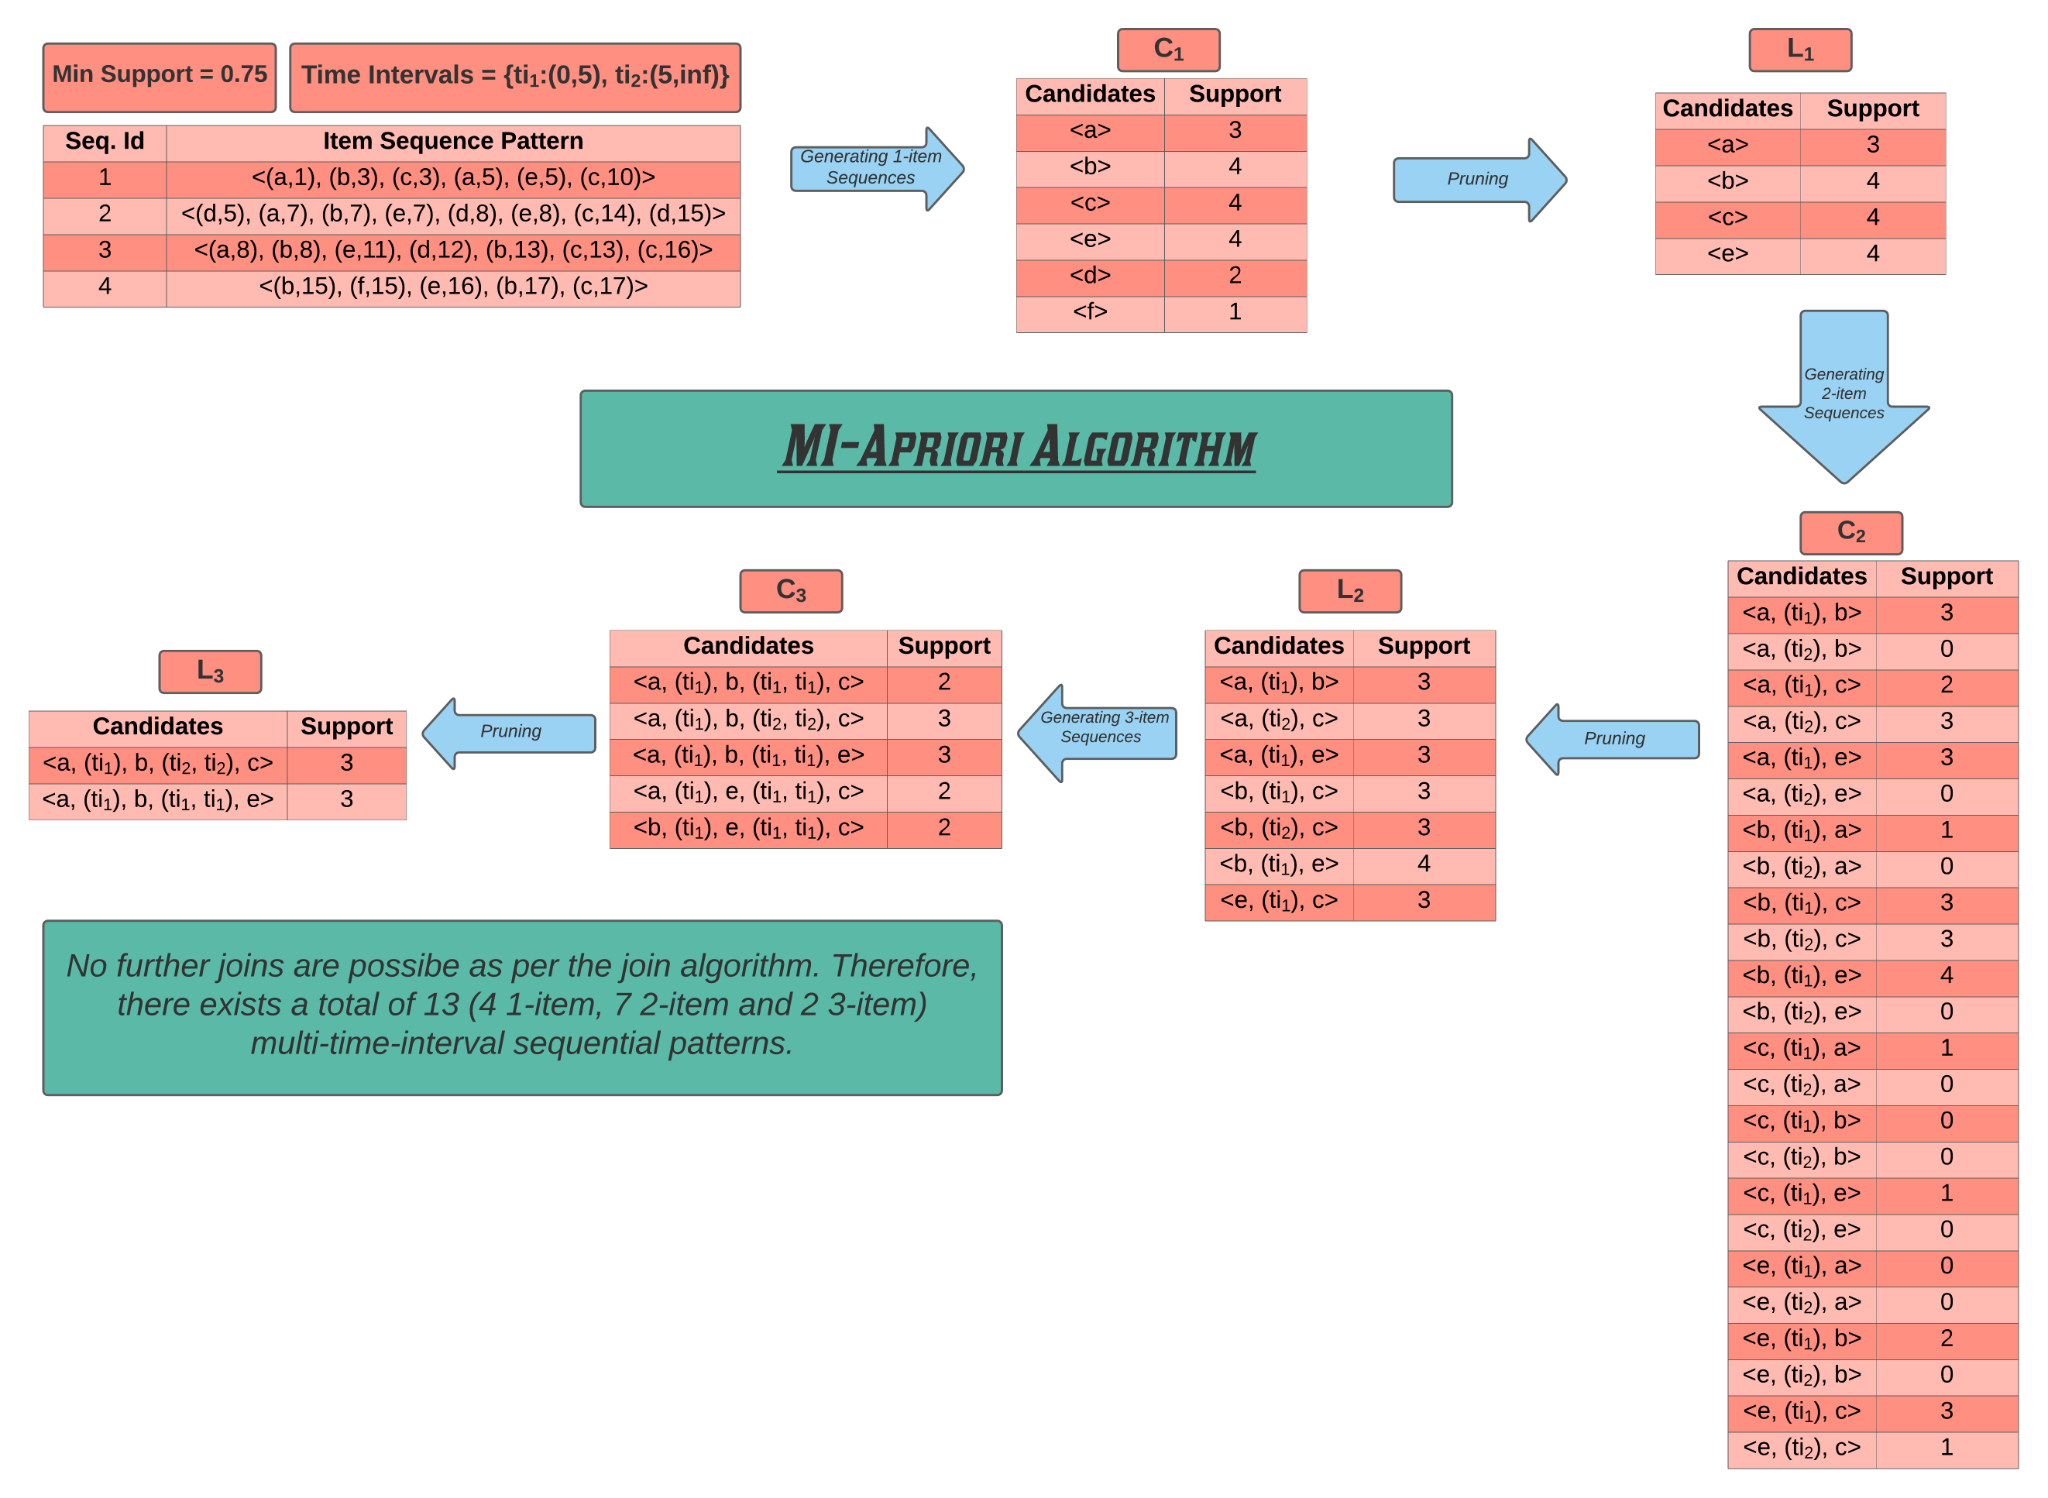 Min Support = 0.75
Time Intervals = {ti₁:(0,5), ti₂:(5,inf)}
Seq. Id Item Sequence Pattern
1 <(a,1), (b,3), (c,3), (a,5), (e,5), (c,10)>
2 <(d,5), (a,7), (b,7), (e,7), (d,8), (e,8), (c,14), (d,15)>
3 <(a,8), (b,8), (e,11), (d,12), (b,13), (c,13), (c,16)>
4 <(b,15), (f,15), (e,16), (b,17), (c,17)>
Generating 1-item
Sequences
C₁
Candidates Support
<a> 3
<b> 4
<c> 4
<e> 4
<d> 2
<f> 1
Pruning
L₁
Candidates Support
<a> 3
<b> 4
<c> 4
<e> 4
Generating
2-item
Sequences
MI-Apriori Algorithm
C₂
Candidates Support
<a, (ti₁), b> 3
<a, (ti₂), b> 0
<a, (ti₁), c> 2
<a, (ti₂), c> 3
<a, (ti₁), e> 3
<a, (ti₂), e> 0
<b, (ti₁), a> 1
<b, (ti₂), a> 0
<b, (ti₁), c> 3
<b, (ti₂), c> 3
<b, (ti₁), e> 4
<b, (ti₂), e> 0
<c, (ti₁), a> 1
<c, (ti₂), a> 0
<c, (ti₁), b> 0
<c, (ti₂), b> 0
<c, (ti₁), e> 1
<c, (ti₂), e> 0
<e, (ti₁), a> 0
<e, (ti₂), a> 0
<e, (ti₁), b> 2
<e, (ti₂), b> 0
<e, (ti₁), c> 3
<e, (ti₂), c> 1
Pruning
L₂
Candidates Support
<a, (ti₁), b> 3
<a, (ti₂), c> 3
<a, (ti₁), e> 3
<b, (ti₁), c> 3
<b, (ti₂), c> 3
<b, (ti₁), e> 4
<e, (ti₁), c> 3
Generating 3-item
Sequences
C₃
Candidates Support
<a, (ti₁), b, (ti₁, ti₁), c> 2
<a, (ti₁), b, (ti₂, ti₂), c> 3
<a, (ti₁), b, (ti₁, ti₁), e> 3
<a, (ti₁), e, (ti₁, ti₁), c> 2
<b, (ti₁), e, (ti₁, ti₁), c> 2
Pruning
L₃
Candidates Support
<a, (ti₁), b, (ti₂, ti₂), c> 3
<a, (ti₁), b, (ti₁, ti₁), e> 3
No further joins are possibe as per the join algorithm. Therefore,
there exists a total of 13 (4 1-item, 7 2-item and 2 3-item)
multi-time-interval sequential patterns.